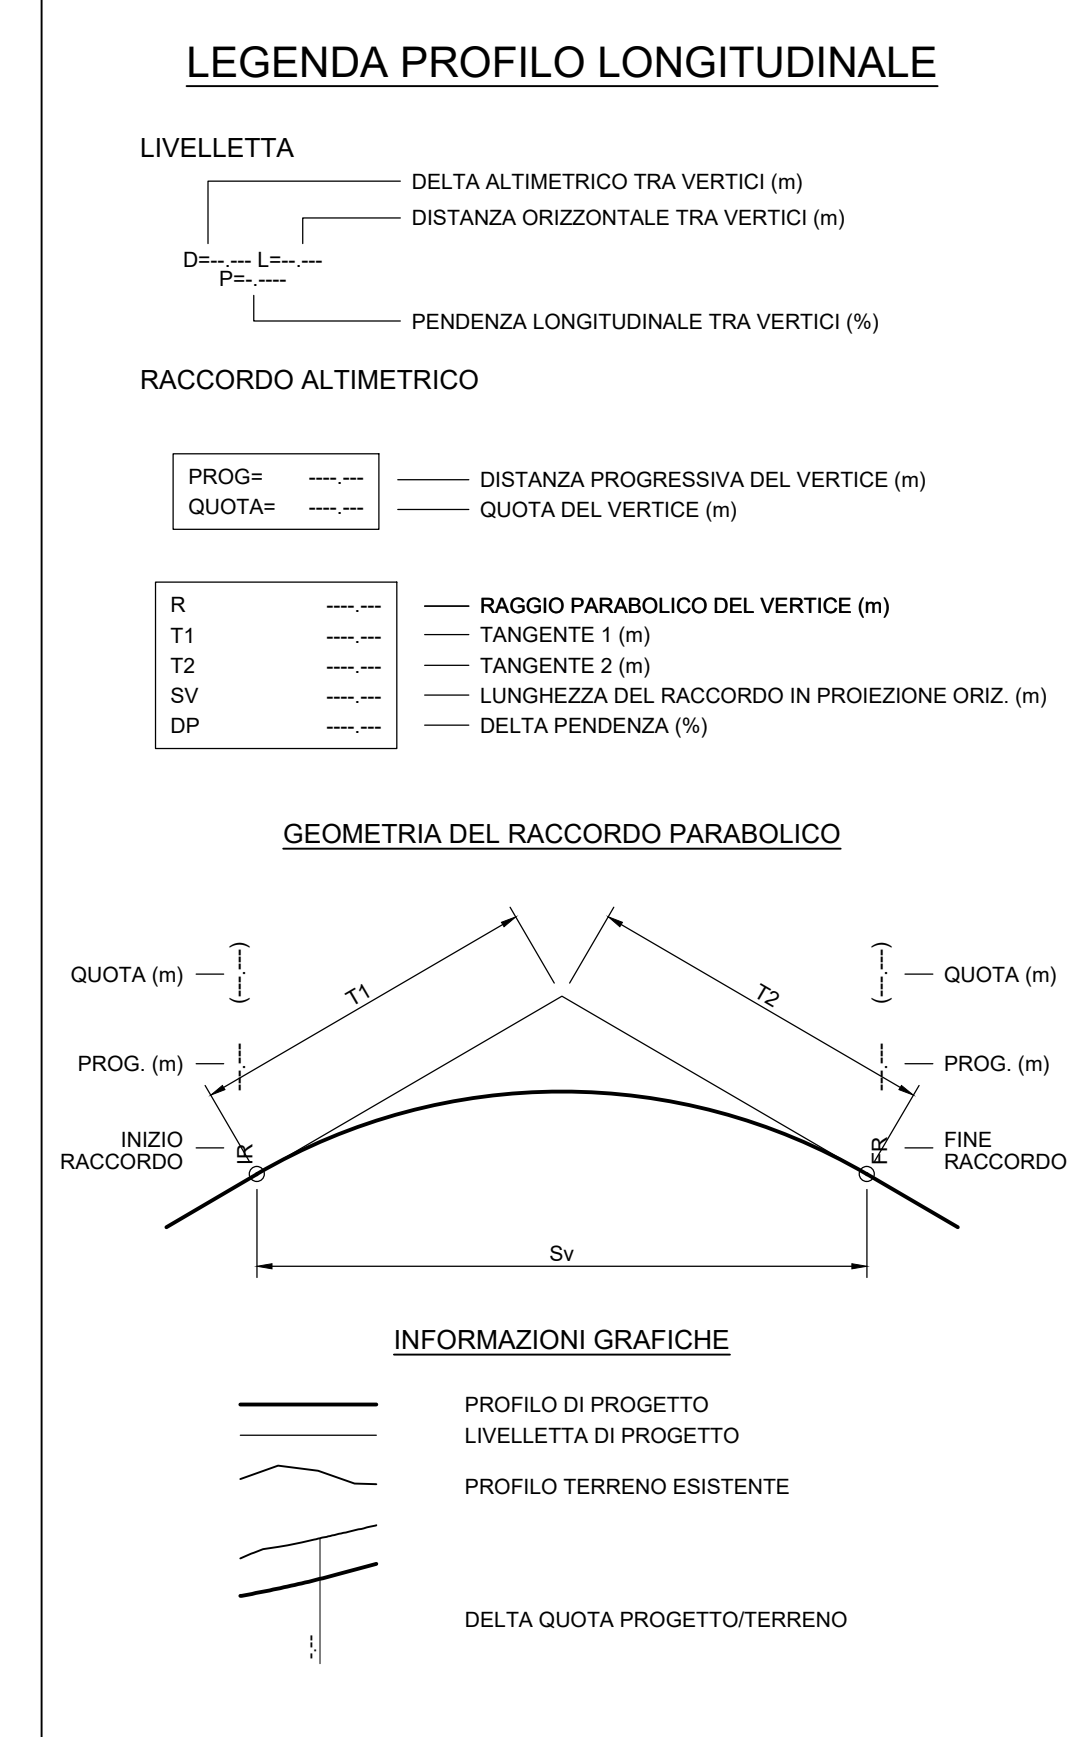 LEGENDA PROFILO LONGITUDINALE
LIVELLETTA
DELTA ALTIMETRICO TRA VERTICI (m)
DISTANZA ORIZZONTALE TRA VERTICI (m)
D=--.--- L=--.---
P=-.----
PENDENZA LONGITUDINALE TRA VERTICI (%)
RACCORDO ALTIMETRICO
PROG= ----.--- DISTANZA PROGRESSIVA DEL VERTICE (m)
QUOTA= ----.--- QUOTA DEL VERTICE (m)
R ----.--- RAGGIO PARABOLICO DEL VERTICE (m)
T1 ----.--- TANGENTE 1 (m)
T2 ----.--- TANGENTE 2 (m)
SV ----.--- LUNGHEZZA DEL RACCORDO IN PROIEZIONE ORIZ. (m)
DP ----.--- DELTA PENDENZA (%)
GEOMETRIA DEL RACCORDO PARABOLICO
QUOTA (m) (----.---) T1 T2 (----.---) QUOTA (m)
PROG. (m) ----.--- ----.--- PROG. (m)
INIZIO
RACCORDO
IR
FR
FINE
RACCORDO
Sv
INFORMAZIONI GRAFICHE
PROFILO DI PROGETTO
LIVELLETTA DI PROGETTO
PROFILO TERRENO ESISTENTE
DELTA QUOTA PROGETTO/TERRENO
--.--